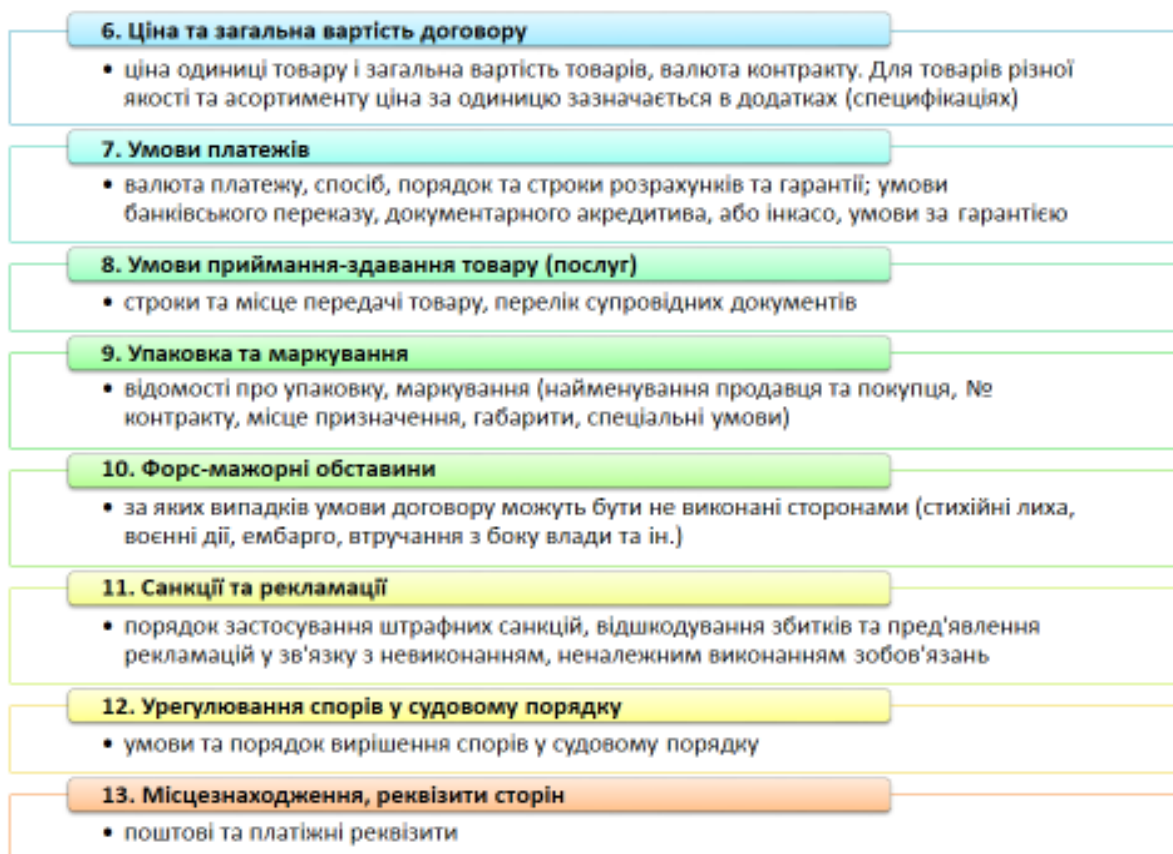 6. Ціна та загальна вартість договору
• ціна одиниці товару і загальна вартість товарів, валюта контракту. Для товарів різної
якості та асортименту ціна за одиницю зазначається в додатках (специфікаціях)
7. Умови платежів
• валюта платежу, спосіб, порядок та строки розрахунків та гарантії; умови
банківського переказу, документарного акредитива, або інкасо, умови за гарантією
8. Умови приймання-здавання товару (послуг)
• строки та місце передачі товару, перелік супровідних документів
9. Упаковка та маркування
• відомості про упаковку, маркування (найменування продавця та покупця, №
контракту, місце призначення, габарити, спеціальні умови)
10. Форс-мажорні обставини
• за яких випадків умови договору можуть бути не виконані сторонами (стихійні лиха,
воєнні дії, ембарго, втручання з боку влади та ін.)
11. Санкції та рекламації
• порядок застосування штрафних санкцій, відшкодування збитків та пред'явлення
рекламацій у зв'язку з невиконанням, неналежним виконанням зобов'язань
12. Урегулювання спорів у судовому порядку
• умови та порядок вирішення спорів у судовому порядку
13. Місцезнаходження, реквізити сторін
• поштові та платіжні реквізити